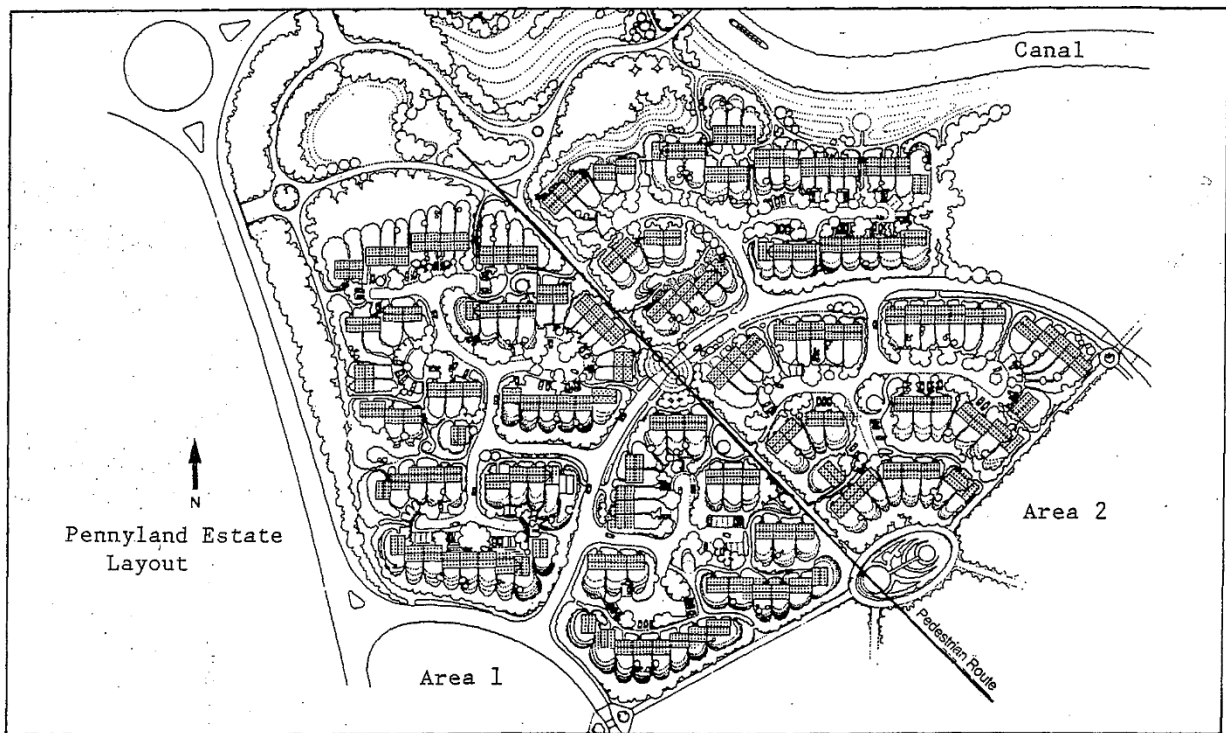 Canal
N
Pennyland Estate
Layout
Area 2
Area 1
Pedestrian Route